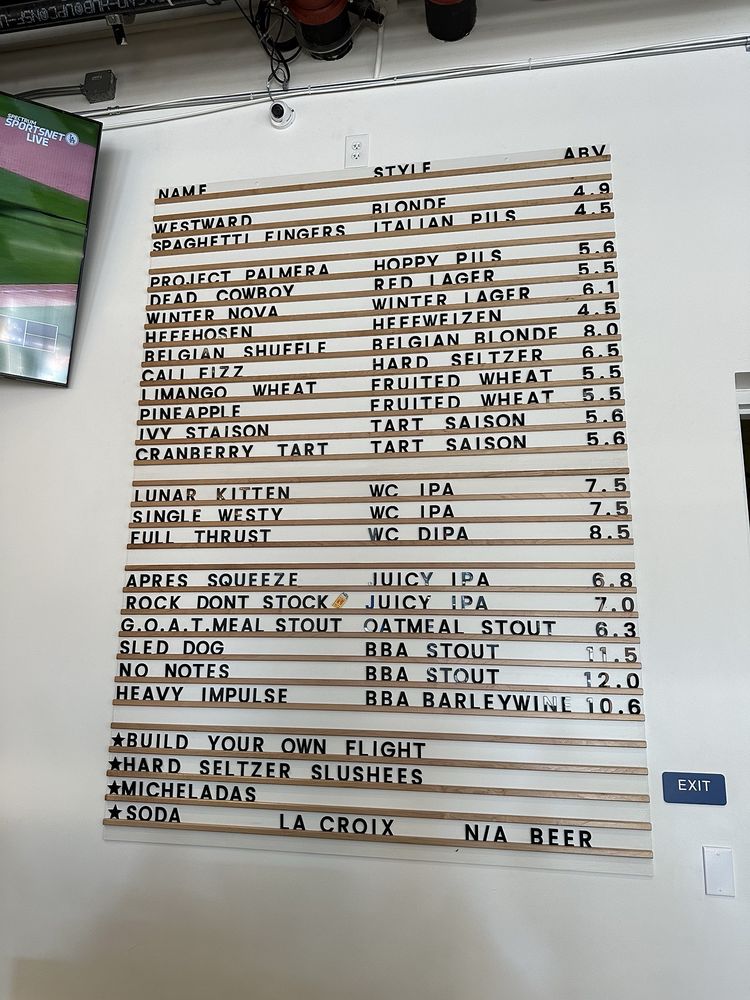 SPECTRUM
SPORTSNET LA
LIVE
NAME STYLE ABV
WESTWARD BLONDE 4.9
SPAGHETTI FINGERS ITALIAN PILS 4.5
PROJECT PALMERA HOPPY PILS 5.6
DEAD COWBOY RED LAGER 5.5
WINTER NOVA WINTER LAGER 6.1
HEFEHOSEN HEFEWEIZEN 4.5
BELGIAN SHUFFLE BELGIAN BLONDE 8.0
CALI FIZZ HARD SELTZER 6.5
LIMANGO WHEAT FRUITED WHEAT 5.5
PINEAPPLE FRUITED WHEAT 5.5
IVY STAISON TART SAISON 5.6
CRANBERRY TART TART SAISON 5.6
LUNAR KITTEN WC IPA 7.5
SINGLE WESTY WC IPA 7.5
FULL THRUST WC DIPA 8.5
APRES SQUEEZE JUICY IPA 6.8
ROCK DONT STOCK JUICY IPA 7.0
G.O.A.T.MEAL STOUT OATMEAL STOUT 6.3
SLED DOG BBA STOUT 11.5
NO NOTES BBA STOUT 12.0
HEAVY IMPULSE BBA BARLEYWINE 10.6
★BUILD YOUR OWN FLIGHT
★HARD SELTZER SLUSHEES
★MICHELADAS
★SODA LA CROIX N/A BEER
EXIT